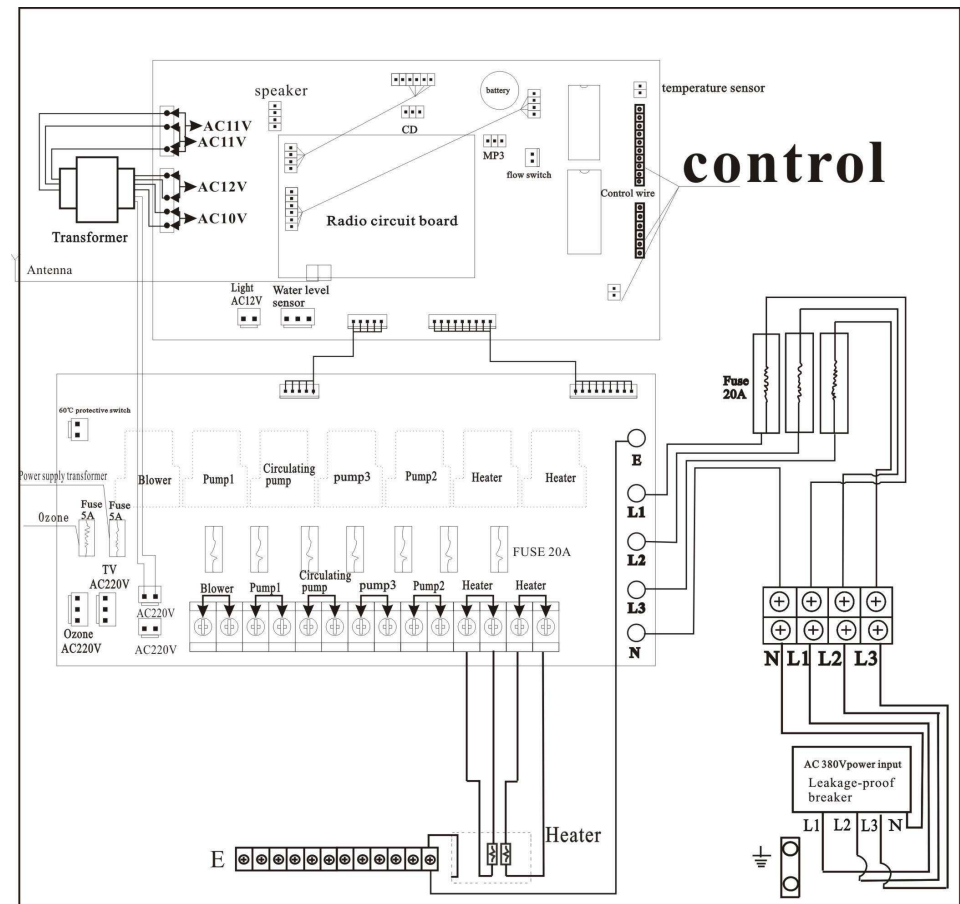 speaker
battery
temperature sensor
AC11V
AC11V
CD
MP3
flow switch
control
Control wire
AC12V
AC10V
Radio circuit board
Transformer
Antenna
Light
AC12V
Water level
sensor
Fuse
20A
60℃ protective switch
E
Power supply transformer
Blower
Pump1
Circulating
pump
pump3
Pump2
Heater
Heater
L1
Ozone
Fuse
5A
Fuse
5A
L2
FUSE 20A
TV
AC220V
Blower
Pump1
Circulating
pump
pump3
Pump2
Heater
Heater
L3
AC220V
Ozone
AC220V
AC220V
N
N L1 L2 L3
AC 380Vpower input
Leakage-proof
breaker
L1 L2 L3 N
Heater
E